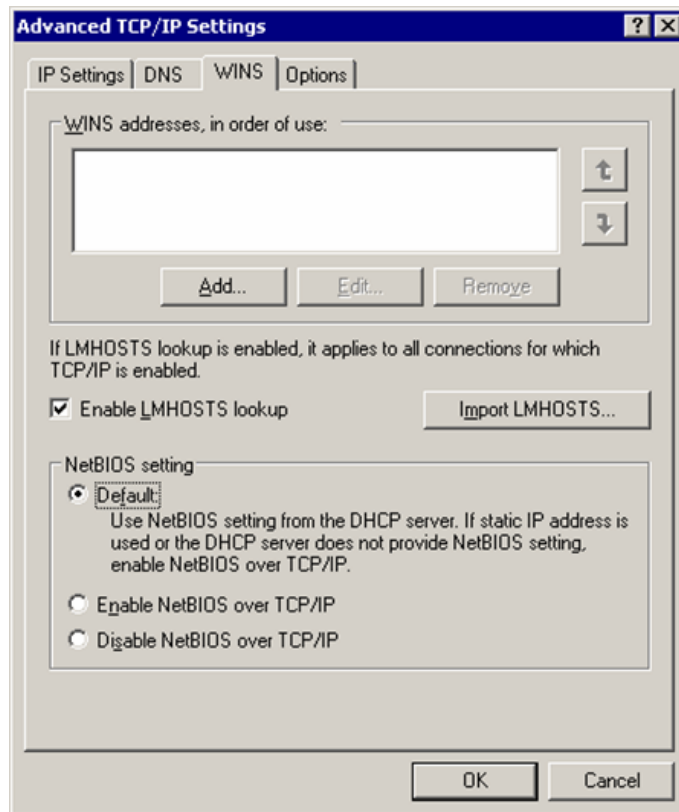 Advanced TCP/IP Settings
IP Settings DNS WINS Options
WINS addresses, in order of use:
Add... Edit... Remove
If LMHOSTS lookup is enabled, it applies to all connections for which
TCP/IP is enabled.
Enable LMHOSTS lookup Import LMHOSTS...
NetBIOS setting
Default:
Use NetBIOS setting from the DHCP server. If static IP address is
used or the DHCP server does not provide NetBIOS setting,
enable NetBIOS over TCP/IP.
Enable NetBIOS over TCP/IP
Disable NetBIOS over TCP/IP
OK Cancel